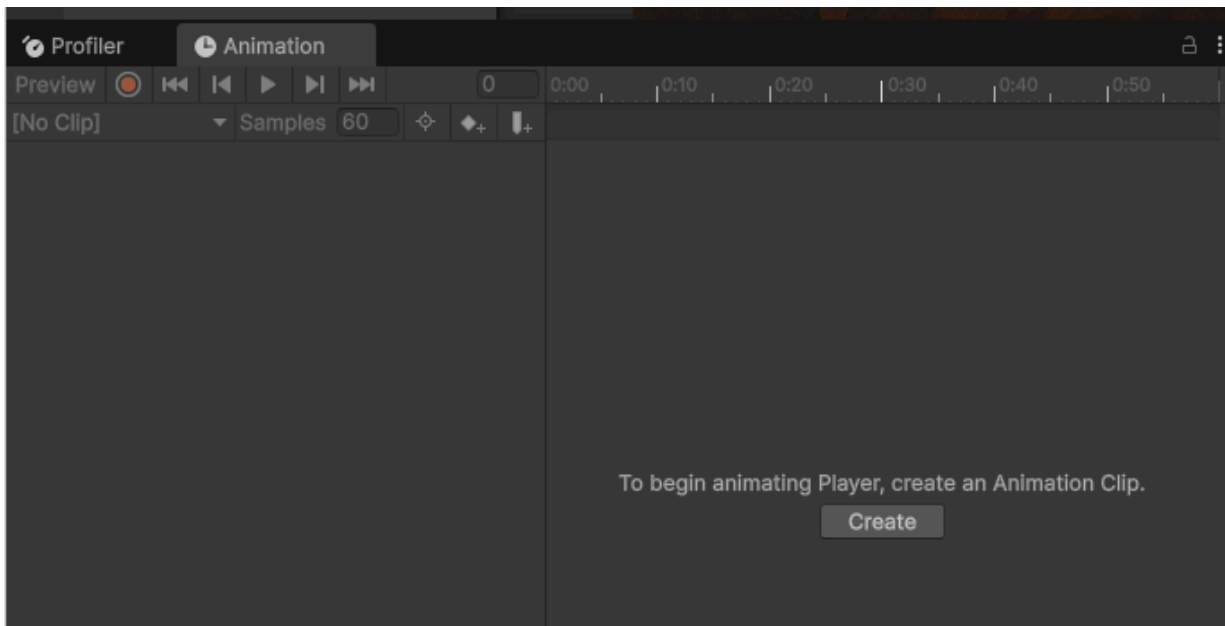 Profiler
Animation
Preview
0
0:00
0:10
0:20
0:30
0:40
0:50
[No Clip]
Samples
60
To begin animating Player, create an Animation Clip.
Create